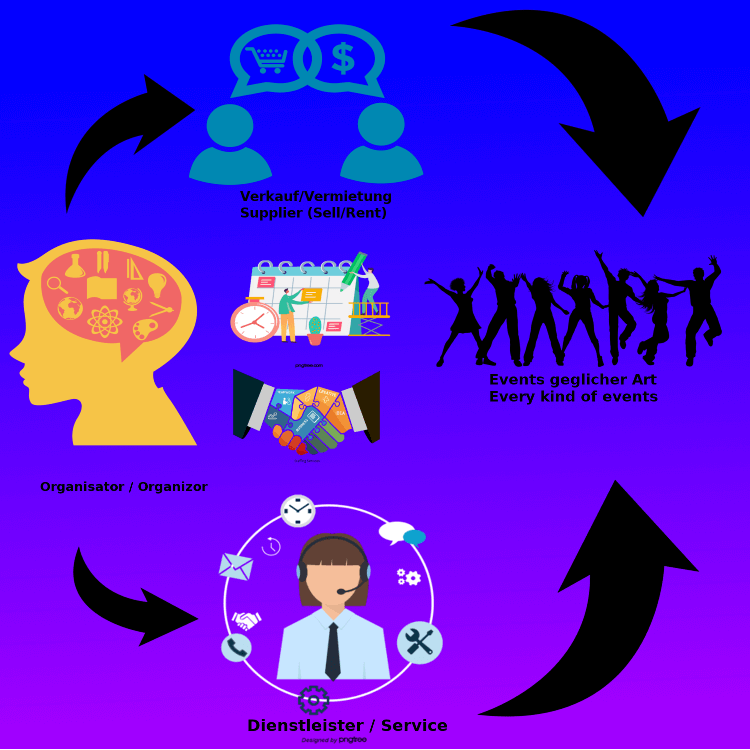 Verkauf/Vermietung
Supplier (Sell/Rent)
Events geglicher Art
Every kind of events
Organisator / Organizor
Dienstleister / Service
Designed by pngtree